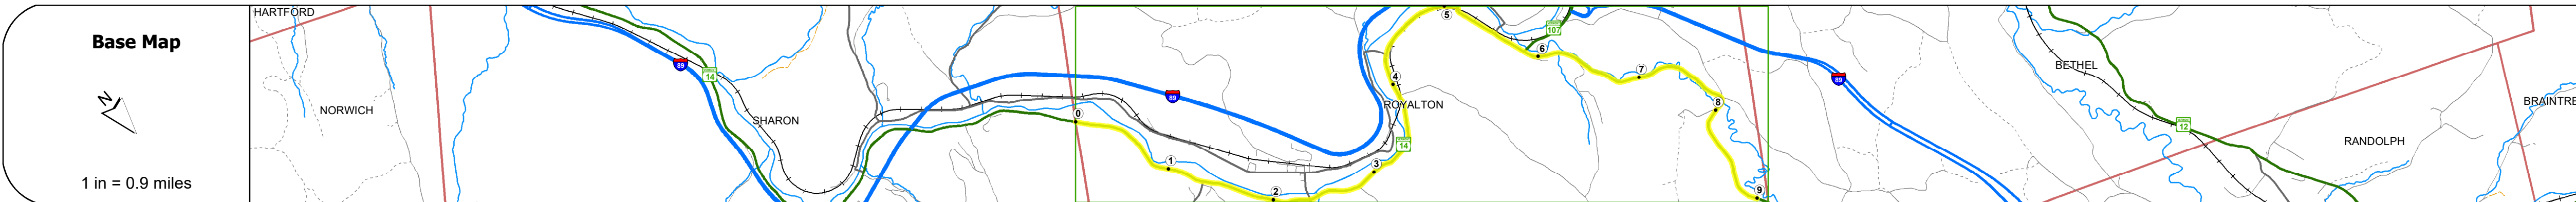 Base Map
N
1 in = 0.9 miles
HARTFORD
NORWICH
89
14
SHARON
0
89
1
2
3
14
ROYALTON
4
5
107
6
7
8
9
89
BETHEL
12
RANDOLPH
BRAINTRE